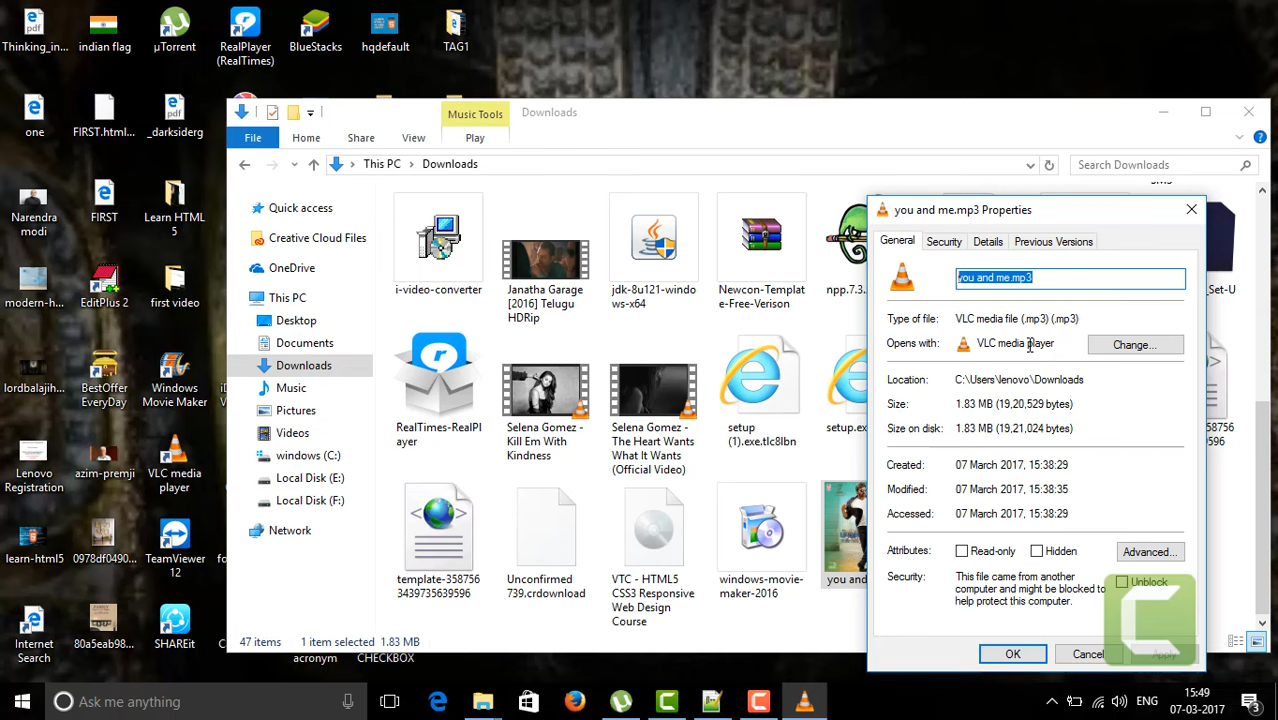 Thinking_in...
indian flag
µTorrent
RealPlayer
(RealTimes)
BlueStacks
hqdefault
TAG1
one
FIRST.html...
_darksiderg
Narendra
modi
FIRST
Learn HTML
5
modern-h...
EditPlus 2
first video
lordbalajih...
BestOffer
EveryDay
Windows
Movie Maker
Lenovo
Registration
azim-premji
VLC media
player
learn-html5
0978df0490...
TeamViewer
12
Internet
Search
80a5eab98...
SHAREit
acronym
CHECKBOX
Music Tools
Downloads
File
Home
Share
View
Play
This PC
Downloads
Search Downloads
Quick access
Creative Cloud Files
OneDrive
This PC
Desktop
Documents
Downloads
Music
Pictures
Videos
windows (C:)
Local Disk (E:)
Local Disk (F:)
Network
i-video-converter
Janatha Garage
[2016] Telugu
HDRip
jdk-8u121-windo
ws-x64
Newcon-Templat
e-Free-Verison
npp.7.3.
_Set-U
RealTimes-RealPl
ayer
Selena Gomez -
Kill Em With
Kindness
Selena Gomez -
The Heart Wants
What It Wants
(Official Video)
setup
(1).exe.tlc8lbn
setup.ex
58756
template-358756
3439735639596
Unconfirmed
739.crdownload
VTC - HTML5
CSS3 Responsive
Web Design
Course
windows-movie-
maker-2016
you and
47 items
1 item selected 1.83 MB
you and me.mp3 Properties
General
Security
Details
Previous Versions
you and me.mp3
Type of file:
VLC media file (.mp3) (.mp3)
Opens with:
VLC media player
Change...
Location:
C:\Users\lenovo\Downloads
Size:
1.83 MB (19,20,529 bytes)
Size on disk:
1.83 MB (19,21,024 bytes)
Created:
07 March 2017, 15:38:29
Modified:
07 March 2017, 15:38:35
Accessed:
07 March 2017, 15:38:29
Attributes:
Read-only
Hidden
Advanced...
Security:
This file came from another
computer and might be blocked to
help protect this computer.
Unblock
OK
Cancel
Apply
Ask me anything
ENG
15:49
07-03-2017
3